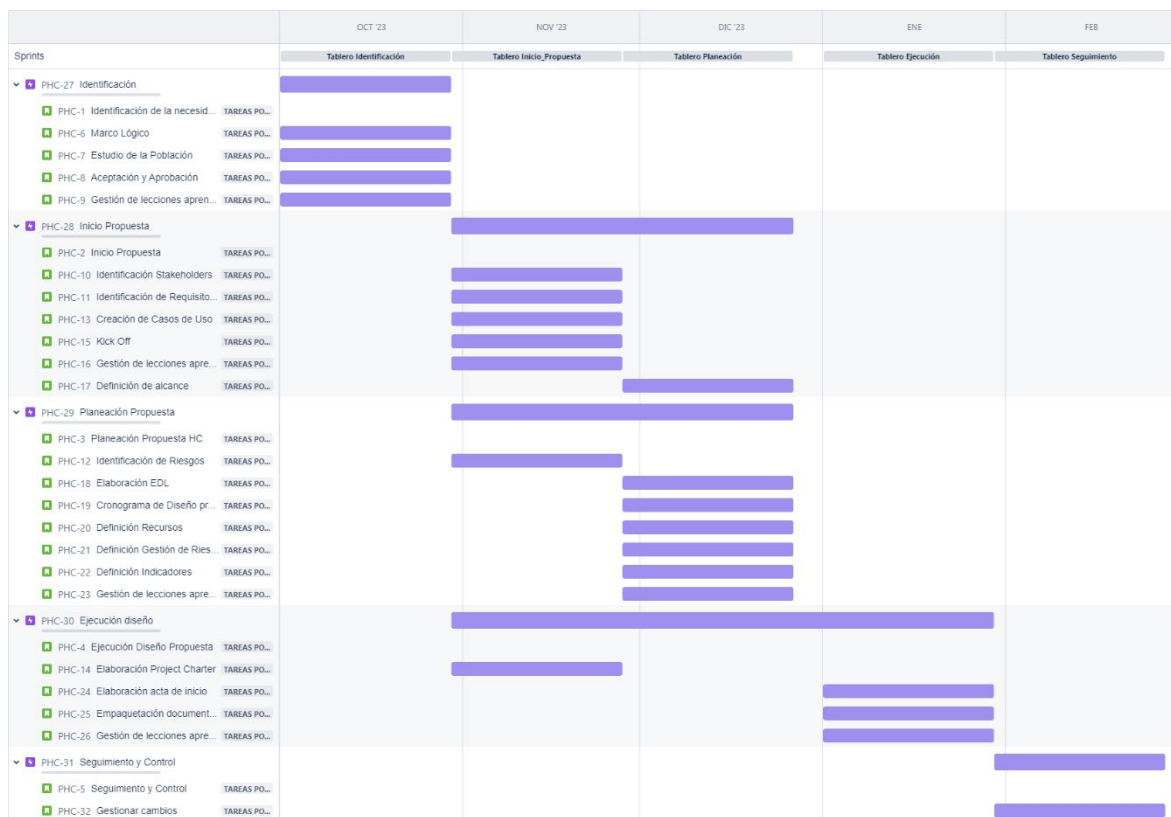 OCT '23 NOV '23 DIC '23 ENE FEB
Sprints Tablero Identificación Tablero Inicio_Propuesta Tablero Planeación Tablero Ejecución Tablero Seguimiento
PHC-27 Identificación
PHC-1 Identificación de la necesid... TAREAS PO...
PHC-6 Marco Lógico TAREAS PO...
PHC-7 Estudio de la Población TAREAS PO...
PHC-8 Aceptación y Aprobación TAREAS PO...
PHC-9 Gestión de lecciones apren... TAREAS PO...
PHC-28 Inicio Propuesta
PHC-2 Inicio Propuesta TAREAS PO...
PHC-10 Identificación Stakeholders TAREAS PO...
PHC-11 Identificación de Requisito... TAREAS PO...
PHC-13 Creación de Casos de Uso TAREAS PO...
PHC-15 Kick Off TAREAS PO...
PHC-16 Gestión de lecciones apre... TAREAS PO...
PHC-17 Definición de alcance TAREAS PO...
PHC-29 Planeación Propuesta
PHC-3 Planeación Propuesta HC TAREAS PO...
PHC-12 Identificación de Riesgos TAREAS PO...
PHC-18 Elaboración EDL TAREAS PO...
PHC-19 Cronograma de Diseño pr... TAREAS PO...
PHC-20 Definición Recursos TAREAS PO...
PHC-21 Definición Gestión de Ries... TAREAS PO...
PHC-22 Definición Indicadores TAREAS PO...
PHC-23 Gestión de lecciones apre... TAREAS PO...
PHC-30 Ejecución diseño
PHC-4 Ejecución Diseño Propuesta TAREAS PO...
PHC-14 Elaboración Project Charter TAREAS PO...
PHC-24 Elaboración acta de inicio TAREAS PO...
PHC-25 Empaquetación document... TAREAS PO...
PHC-26 Gestión de lecciones apre... TAREAS PO...
PHC-31 Seguimiento y Control
PHC-5 Seguimiento y Control TAREAS PO...
PHC-32 Gestionar cambios TAREAS PO...